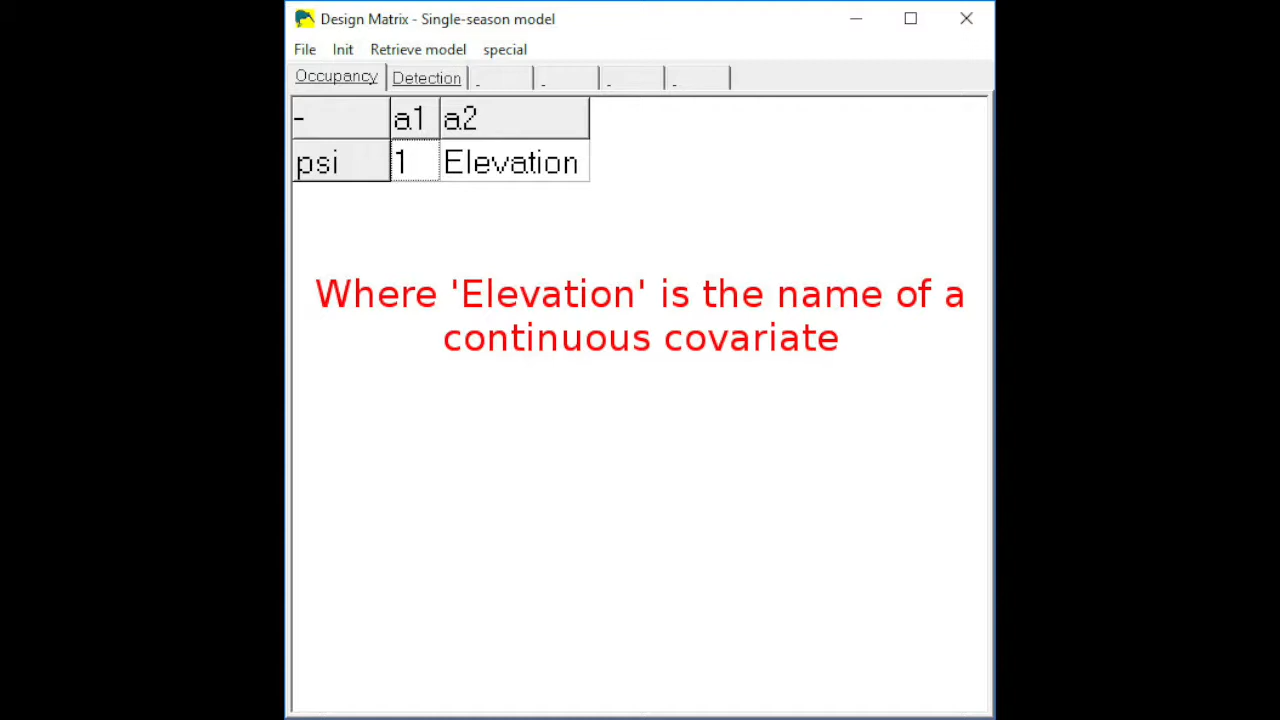 Design Matrix - Single-season model
File Init Retrieve model special
Occupancy Detection - - - -
- a1 a2
psi 1 Elevation
Where 'Elevation' is the name of a
continuous covariate